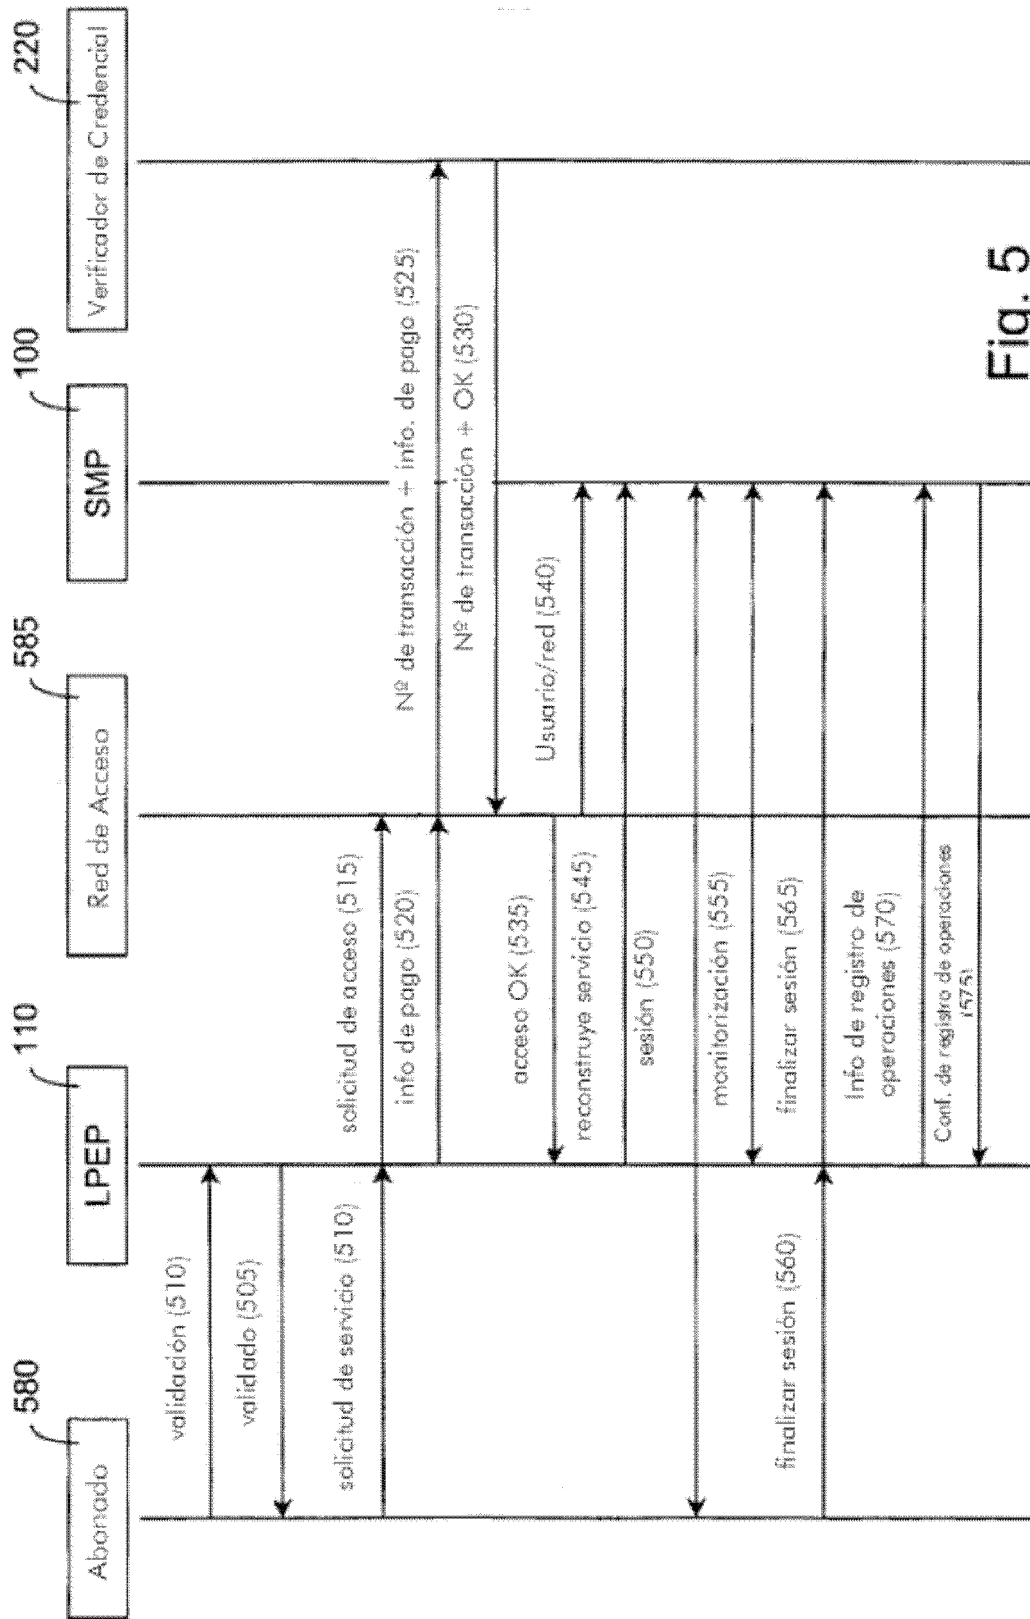 580
110
585
100
220
Abonado
LPEP
Red de Acceso
SMP
Verificador de Credencial
validación (510)
validado (505)
solicitud de servicio (510)
solicitud de acceso (515)
info de pago (520)
Nº de transacción + info. de pago (525)
Nº de transacción + OK (530)
acceso OK (535)
Usuario/red (540)
reconstruye servicio (545)
sesión (550)
monitorización (555)
finalizar sesión (565)
finalizar sesión (560)
Info de registro de
operaciones (570)
Conf. de registro de operaciones
(575)
Fig. 5